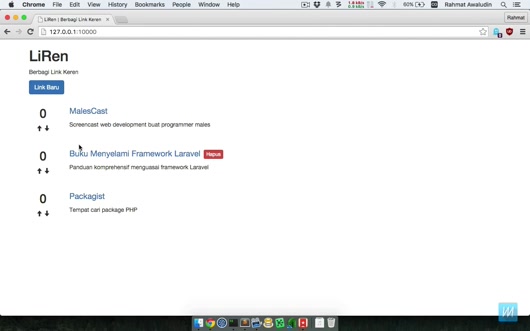 Chrome File Edit View History Bookmarks People Window Help
60% Rahmat Awaludin
LiRen | Berbagi Link Keren
Rahmat
127.0.0.1:10000
LiRen
Berbagi Link Keren
Link Baru
0
MalesCast
Screencast web development buat programmer males
0
Buku Menyelami Framework Laravel Hapus
Panduan komprehensif menguasai framework Laravel
0
Packagist
Tempat cari package PHP